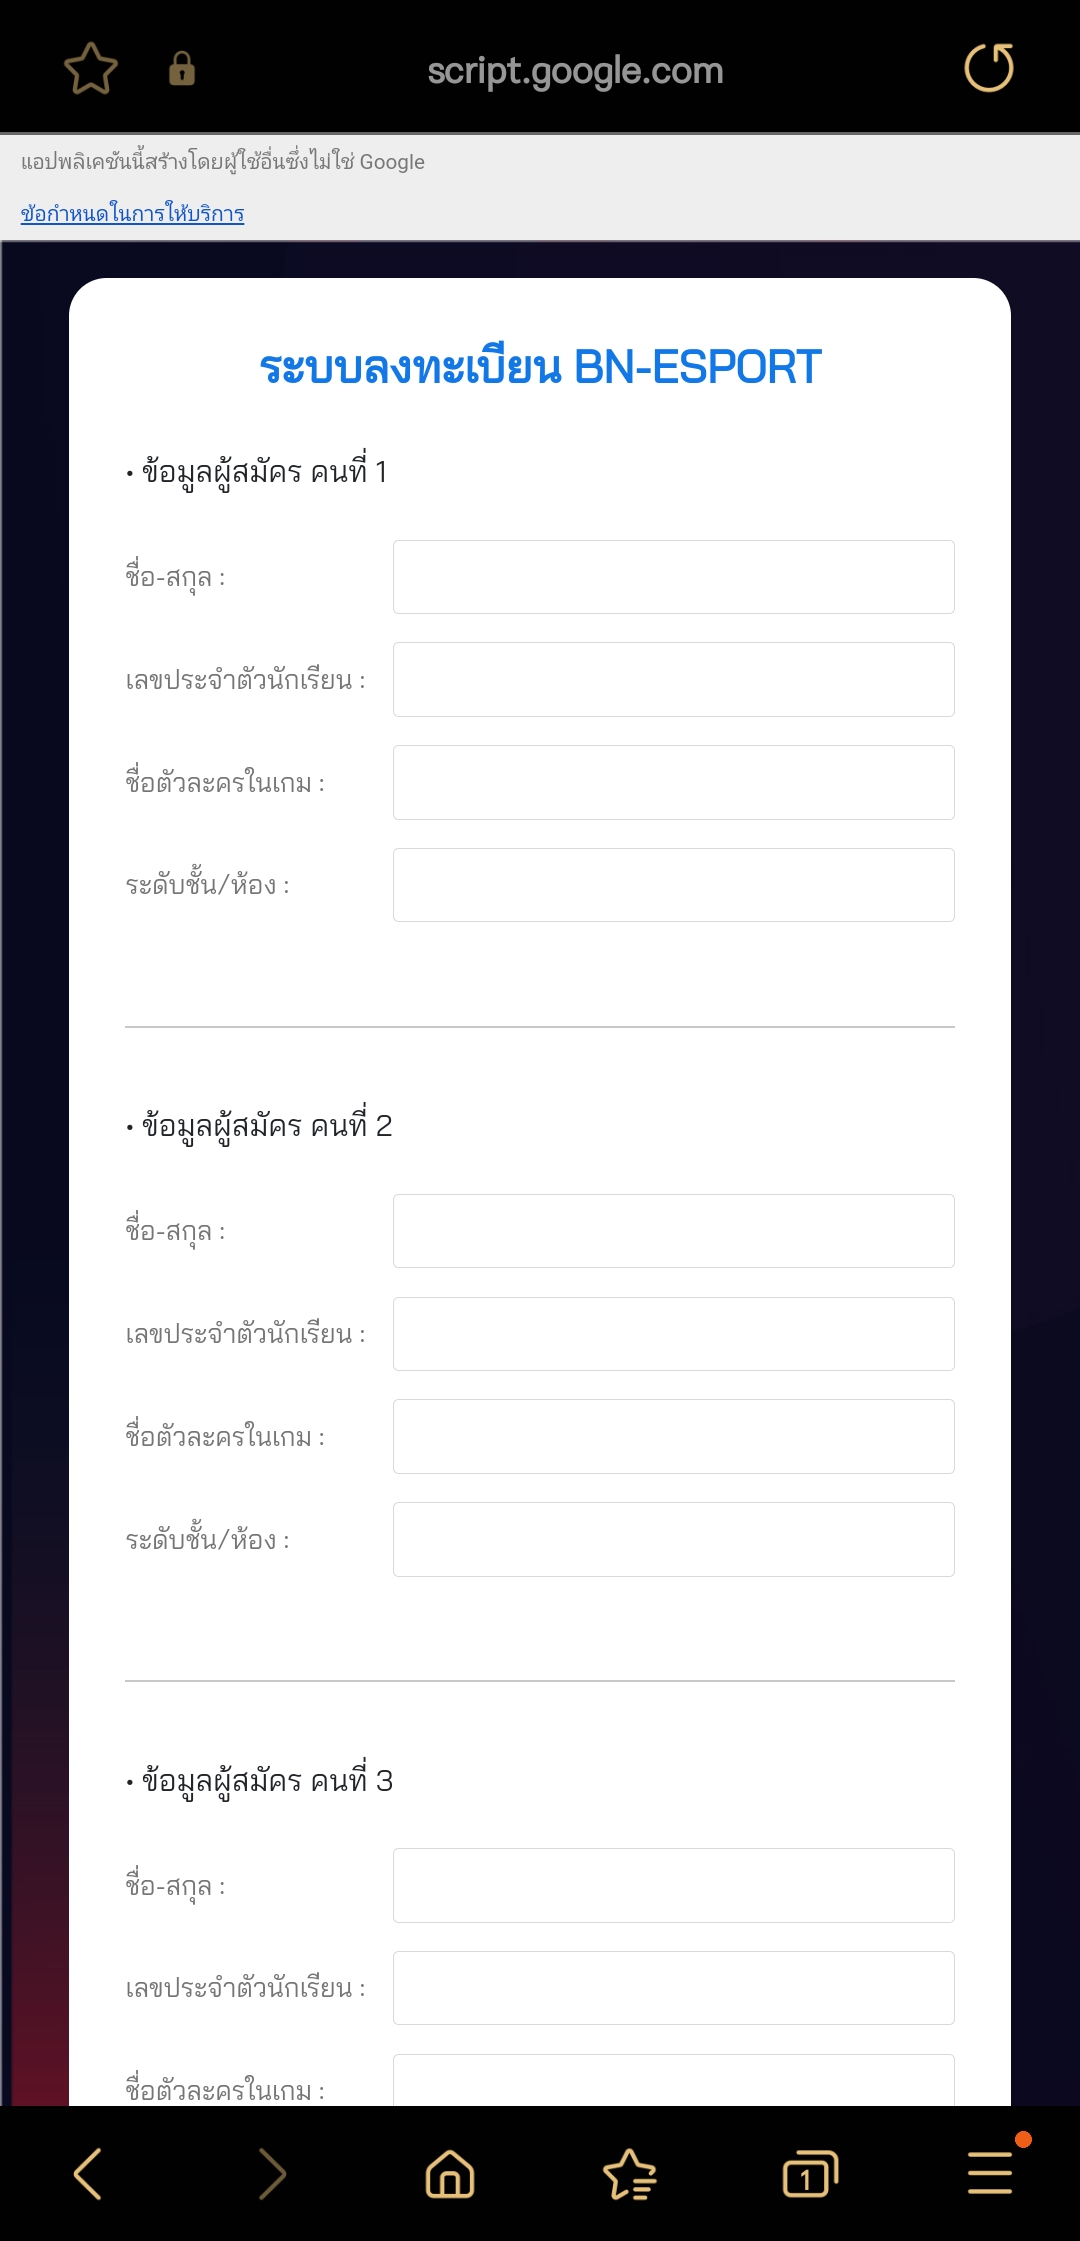 script.google.com
แอปพลิเคชันนี้สร้างโดยผู้ใช้อื่นซึ่งไม่ใช่ Google
ข้อกำหนดในการให้บริการ
ระบบลงทะเบียน BN-ESPORT
• ข้อมูลผู้สมัคร คนที่ 1
ชื่อ-สกุล :
เลขประจำตัวนักเรียน :
ชื่อตัวละครในเกม :
ระดับชั้น/ห้อง :
• ข้อมูลผู้สมัคร คนที่ 2
ชื่อ-สกุล :
เลขประจำตัวนักเรียน :
ชื่อตัวละครในเกม :
ระดับชั้น/ห้อง :
• ข้อมูลผู้สมัคร คนที่ 3
ชื่อ-สกุล :
เลขประจำตัวนักเรียน :
ชื่อตัวละครในเกม :
1